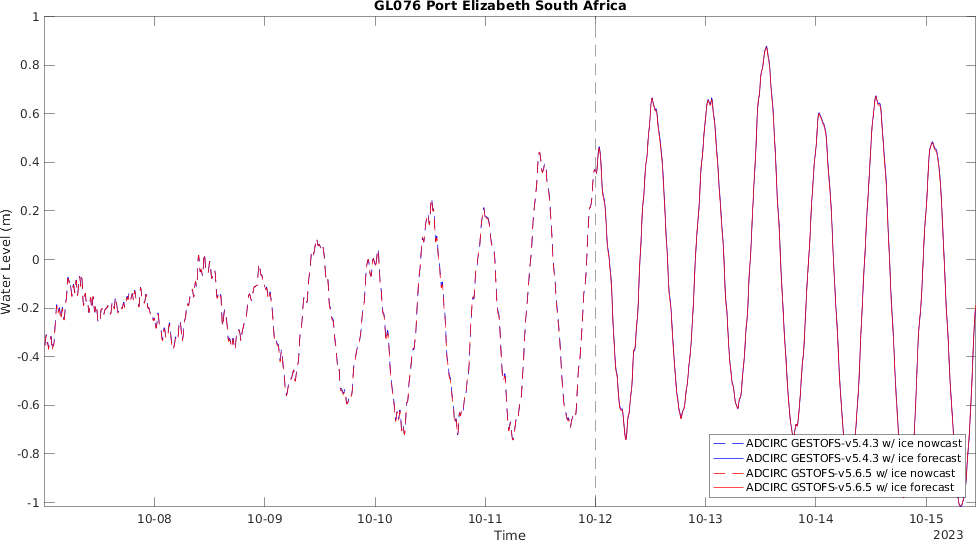 GL076 Port Elizabeth South Africa
1
0.8
0.6
0.4
0.2
0
-0.2
-0.4
-0.6
-0.8
-1
Water Level (m)
ADCIRC GESTOFS-v5.4.3 w/ ice nowcast
ADCIRC GESTOFS-v5.4.3 w/ ice forecast
ADCIRC GSTOFS-v5.6.5 w/ ice nowcast
ADCIRC GSTOFS-v5.6.5 w/ ice forecast
10-08 10-09 10-10 10-11 10-12 10-13 10-14 10-15
Time
2023